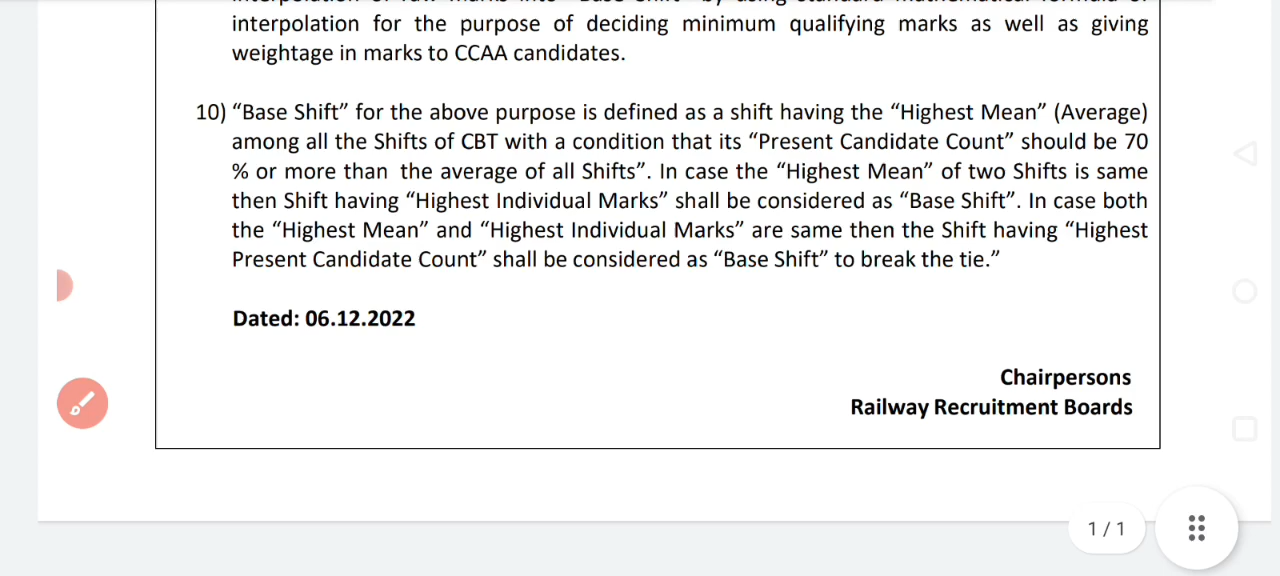 interpolation for the purpose of deciding minimum qualifying marks as well as giving
weightage in marks to CCAA candidates.
10) “Base Shift” for the above purpose is defined as a shift having the “Highest Mean” (Average)
among all the Shifts of CBT with a condition that its “Present Candidate Count” should be 70
% or more than the average of all Shifts”. In case the “Highest Mean” of two Shifts is same
then Shift having “Highest Individual Marks” shall be considered as “Base Shift”. In case both
the “Highest Mean” and “Highest Individual Marks” are same then the Shift having “Highest
Present Candidate Count” shall be considered as “Base Shift” to break the tie.”
Dated: 06.12.2022
Chairpersons
Railway Recruitment Boards
1 / 1